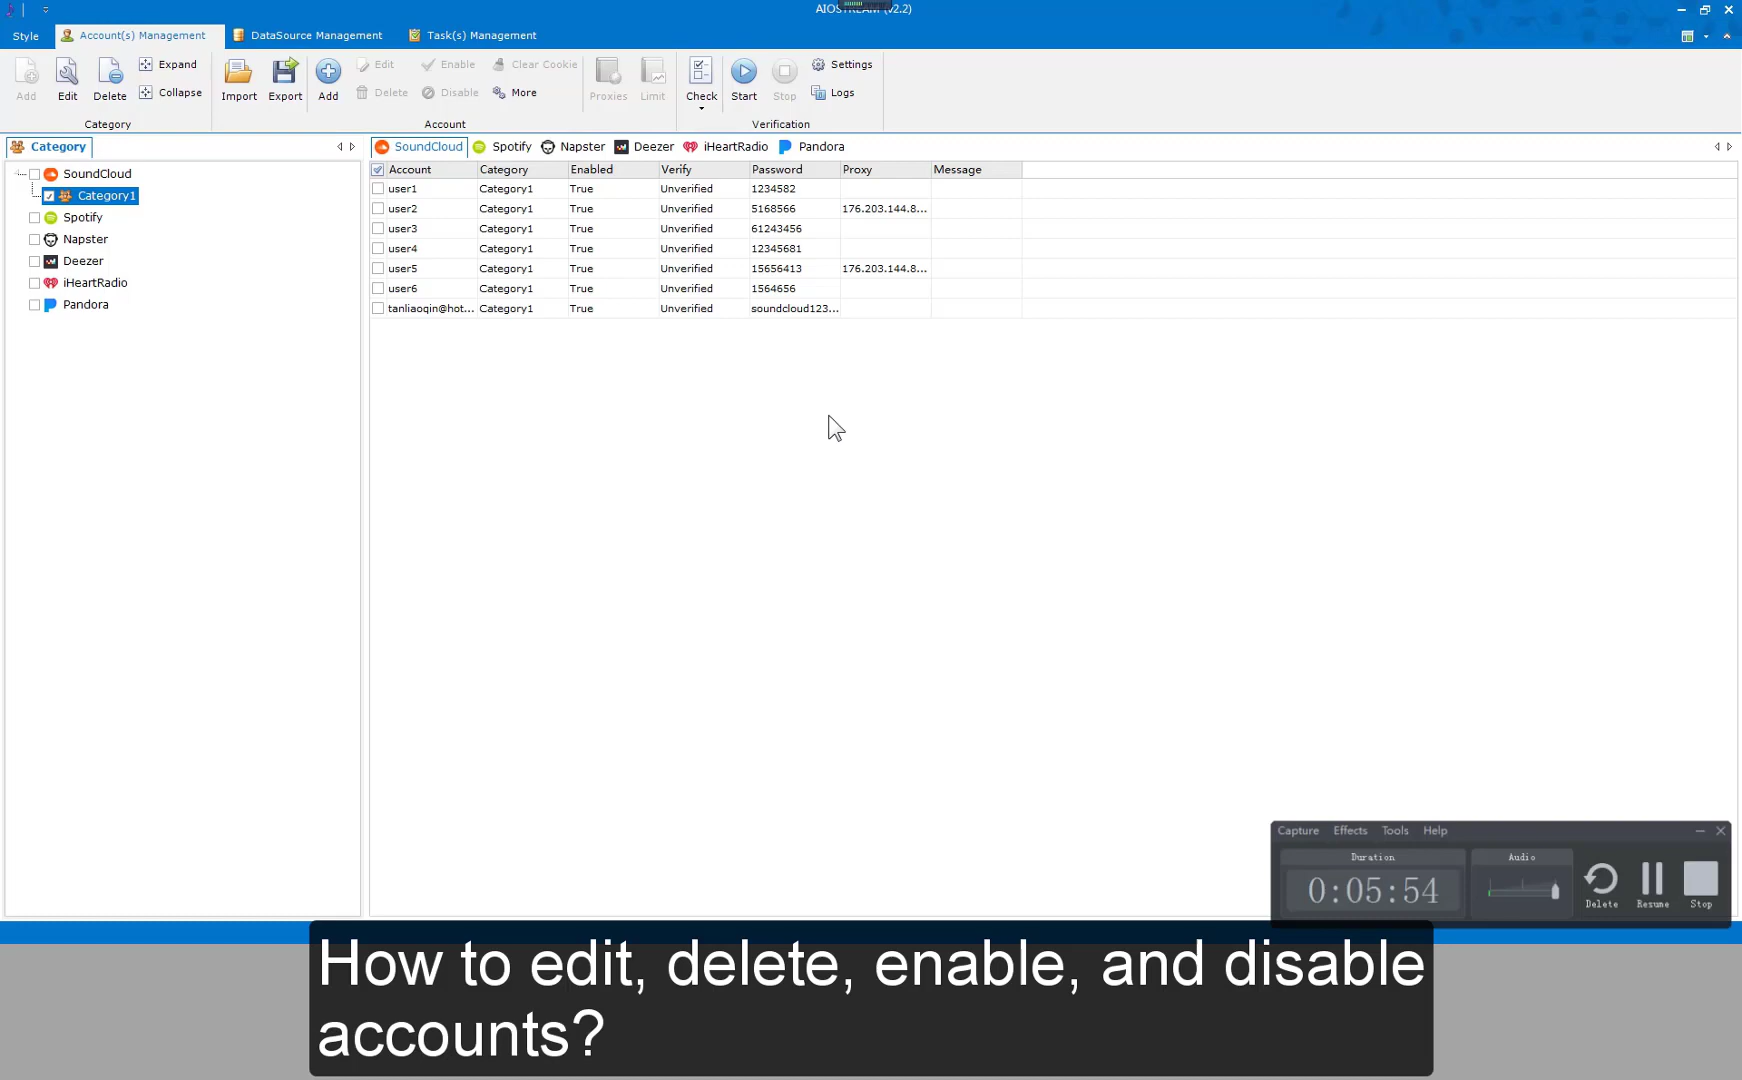 AIOSTREAM (v2.2)
Style
Account(s) Management
DataSource Management
Task(s) Management
Add
Edit
Delete
Expand
Collapse
Category
Import
Export
Add
Edit
Delete
Enable
Disable
Clear Cookie
More
Proxies
Limit
Account
Check
Start
Stop
Settings
Logs
Verification
Category
SoundCloud
Category1
Spotify
Napster
Deezer
iHeartRadio
Pandora
SoundCloud Spotify Napster Deezer iHeartRadio Pandora
Account Category Enabled Verify Password Proxy Message
user1 Category1 True Unverified 1234582
user2 Category1 True Unverified 5168566 176.203.144.8...
user3 Category1 True Unverified 61243456
user4 Category1 True Unverified 12345681
user5 Category1 True Unverified 15656413 176.203.144.8...
user6 Category1 True Unverified 1564656
tanliaoqin@hot... Category1 True Unverified soundcloud123...
Capture Effects Tools Help
Duration
0:05:54
Audio
Delete
Resume
Stop
How to edit, delete, enable, and disable
accounts?